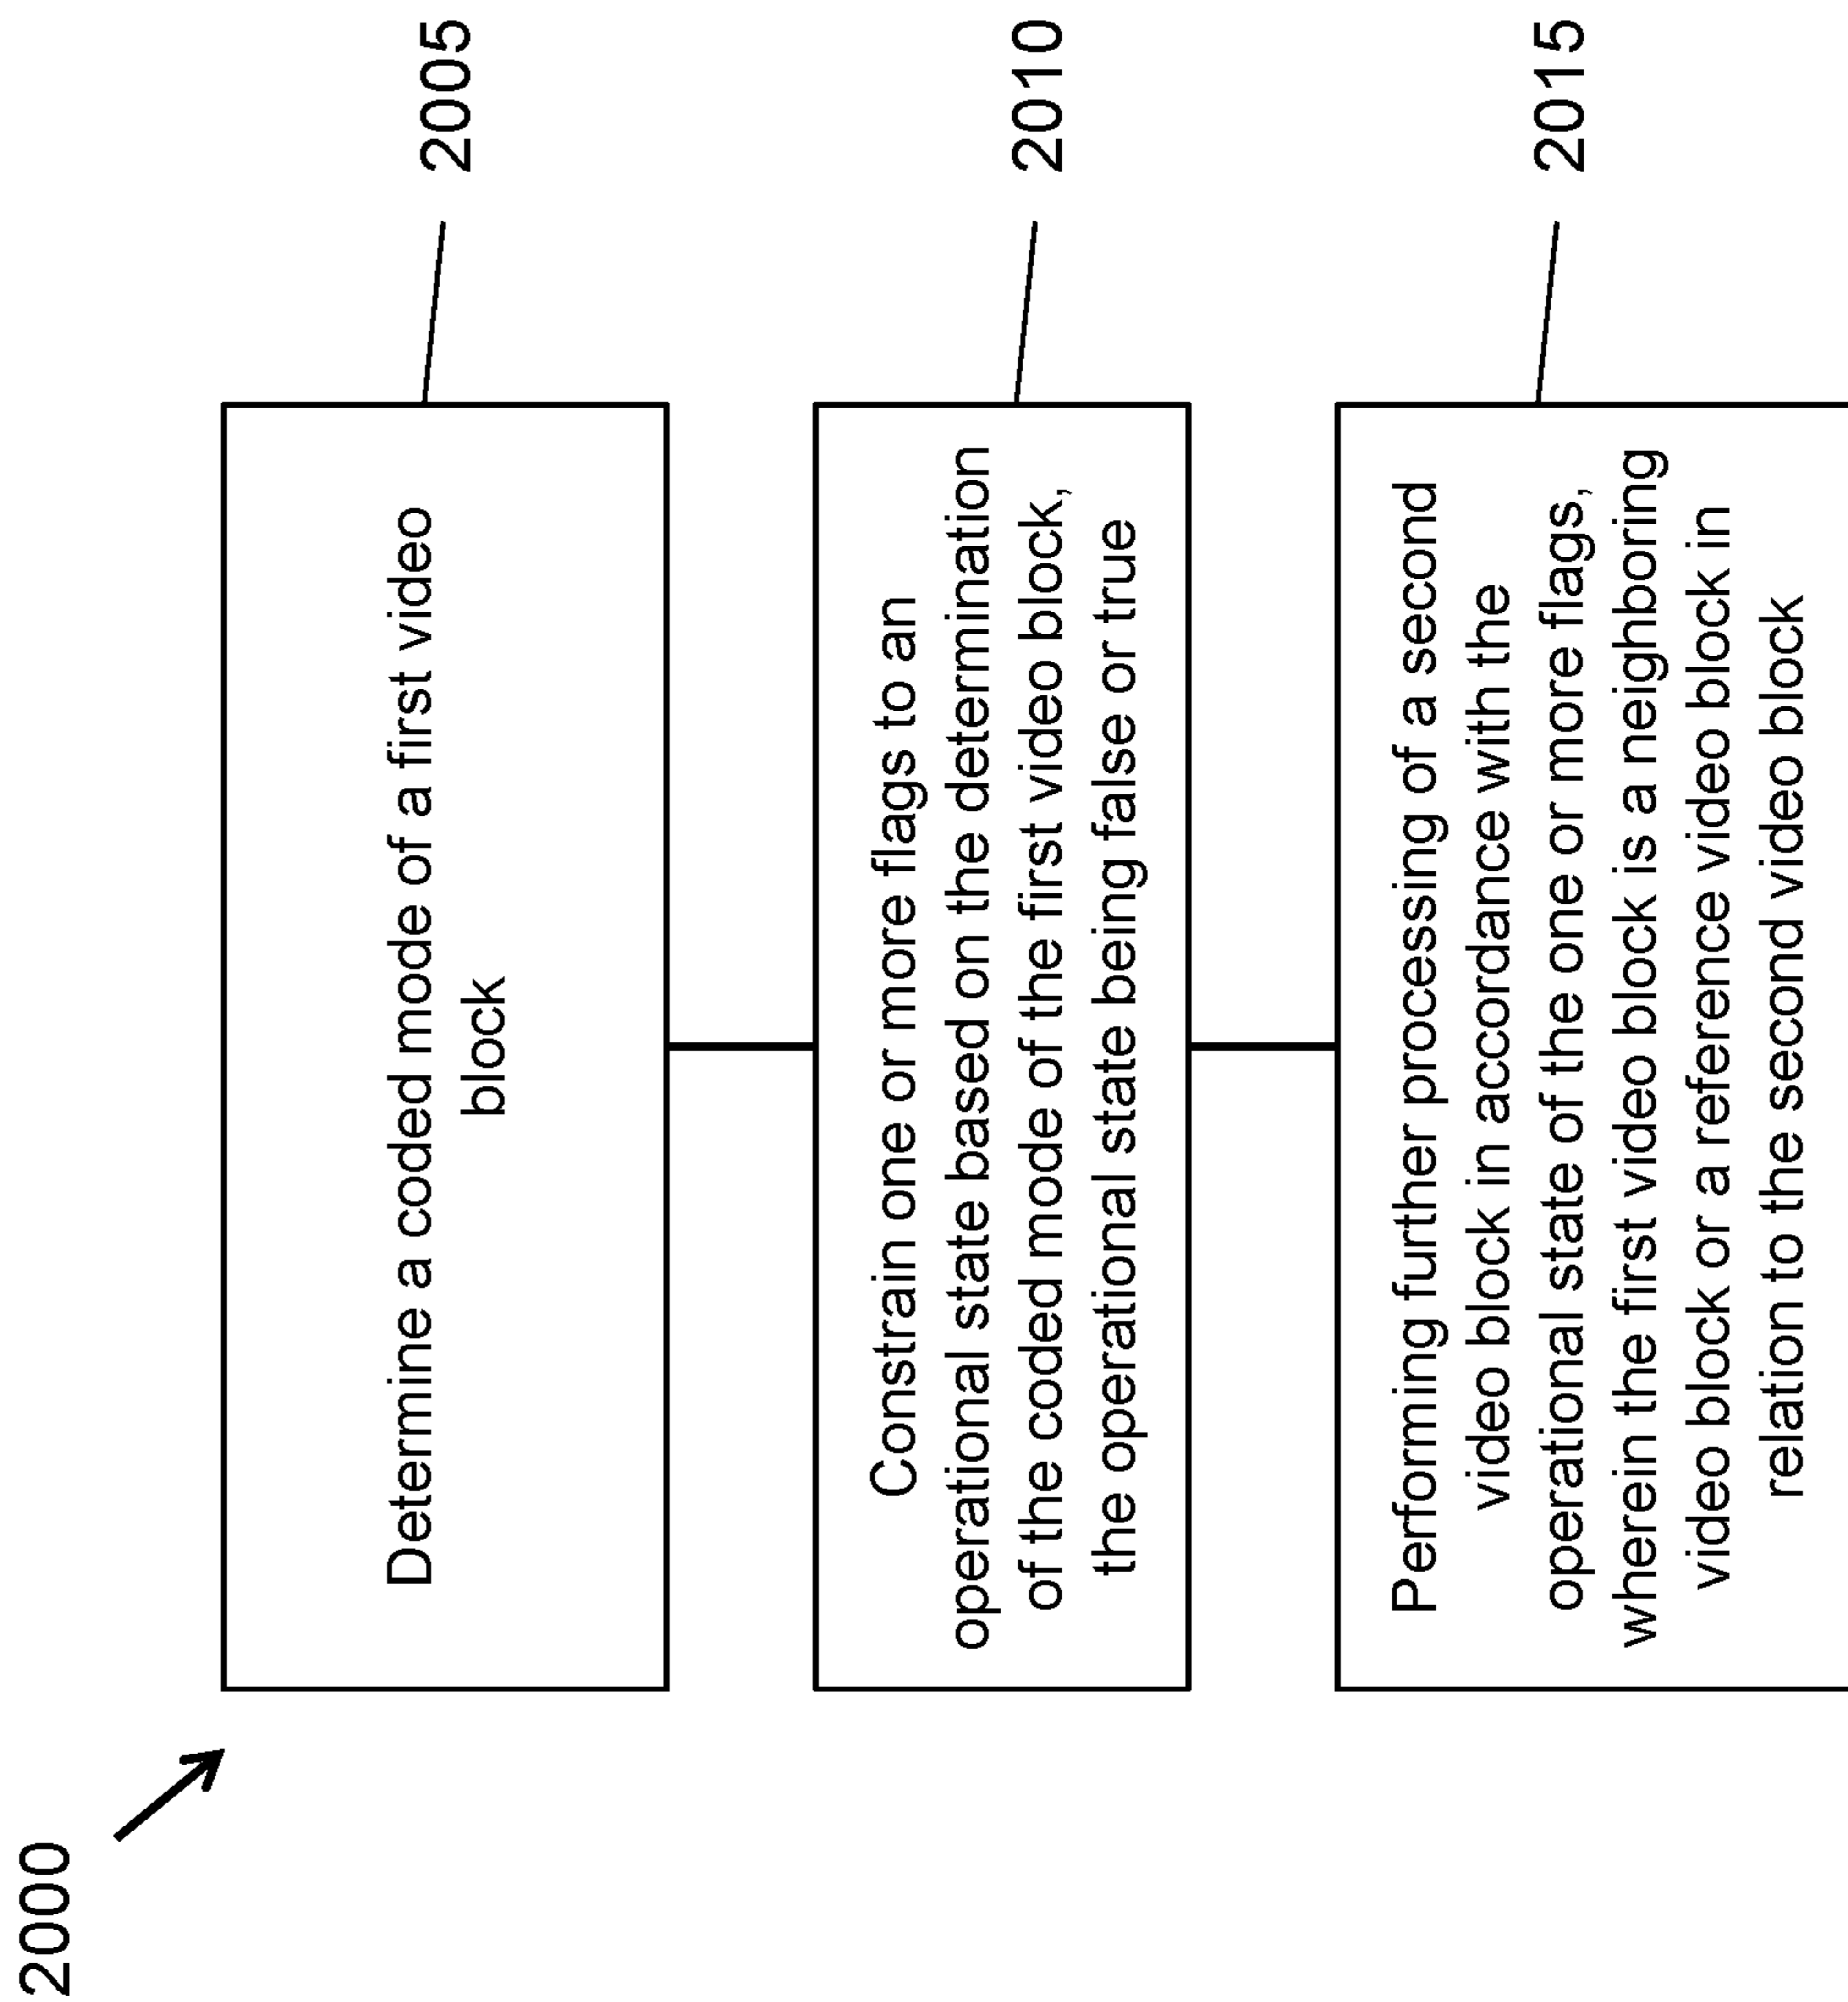 2000
Determine a coded mode of a first video
block
2005
Constrain one or more flags to an
operational state based on the determination
of the coded mode of the first video block,
the operational state being false or true
2010
Performing further processing of a second
video block in accordance with the
operational state of the one or more flags,
wherein the first video block is a neighboring
video block or a reference video block in
relation to the second video block
2015